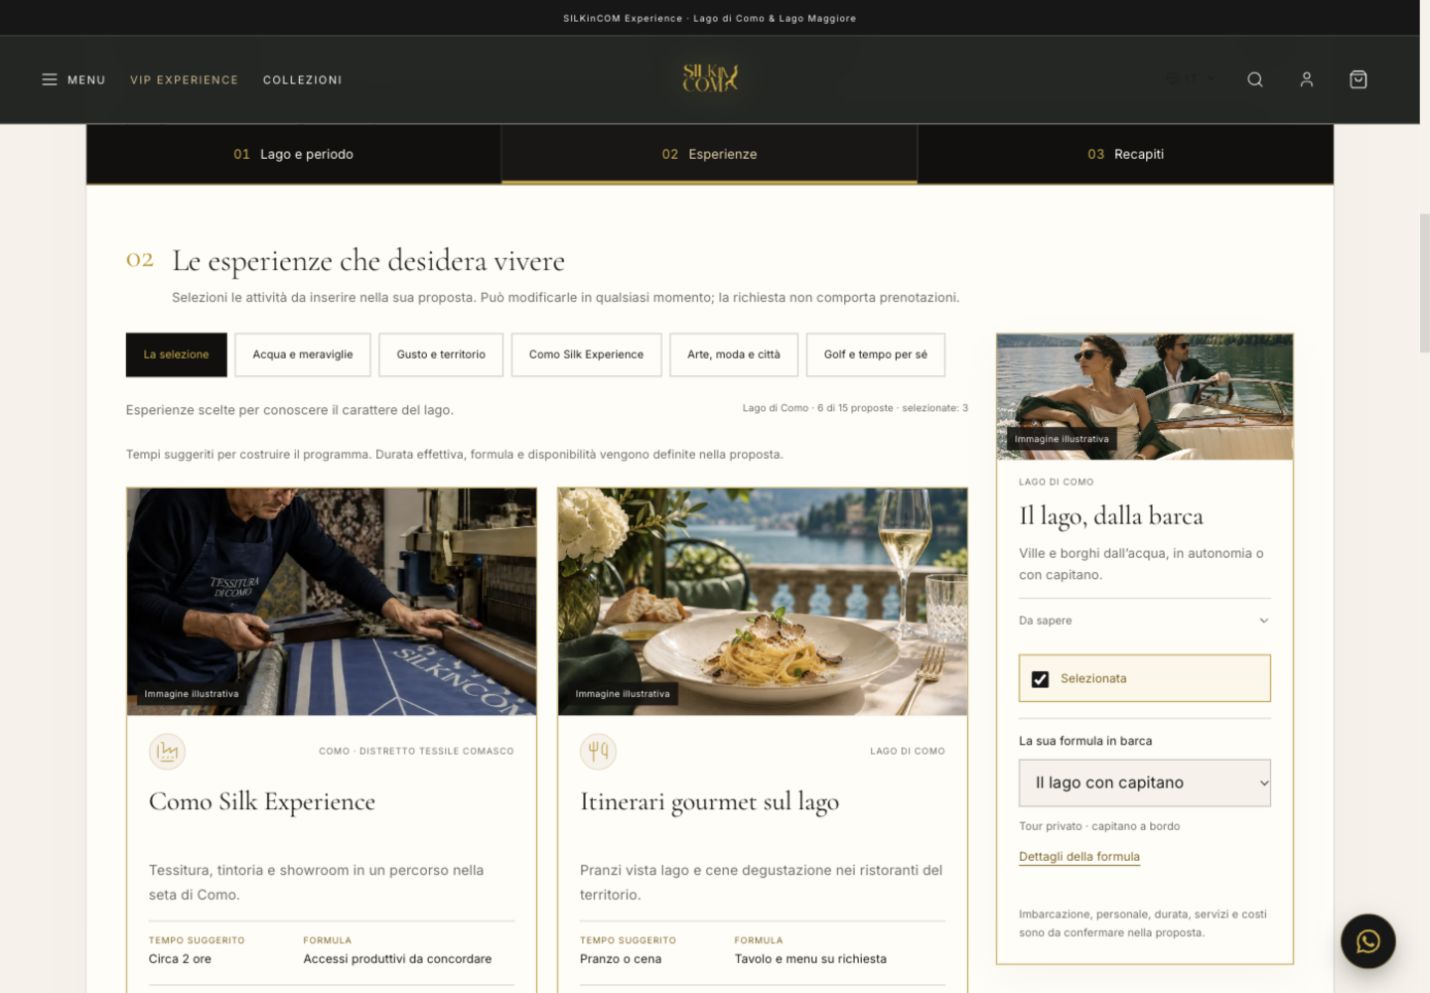 SILKinCOM Experience · Lago di Como & Lago Maggiore
MENU
VIP EXPERIENCE
COLLEZIONI
SILKIN
COM
01 Lago e periodo
02 Esperienze
03 Recapiti
02 Le esperienze che desidera vivere
Selezioni le attività da inserire nella sua proposta. Può modificarle in qualsiasi momento; la richiesta non comporta prenotazioni.
La selezione
Acqua e meraviglie
Gusto e territorio
Como Silk Experience
Arte, moda e città
Golf e tempo per sé
Esperienze scelte per conoscere il carattere del lago.
Lago di Como · 6 di 15 proposte · selezionate: 3
Tempi suggeriti per costruire il programma. Durata effettiva, formula e disponibilità vengono definite nella proposta.
TESSITURA
DI COMO
SILKINCOM
Immagine illustrativa
COMO · DISTRETTO TESSILE COMASCO
Como Silk Experience
Tessitura, tintoria e showroom in un percorso nella
seta di Como.
TEMPO SUGGERITO
Circa 2 ore
FORMULA
Accessi produttivi da concordare
Immagine illustrativa
LAGO DI COMO
Itinerari gourmet sul lago
Pranzi vista lago e cene degustazione nei ristoranti del
territorio.
TEMPO SUGGERITO
Pranzo o cena
FORMULA
Tavolo e menu su richiesta
Immagine illustrativa
LAGO DI COMO
Il lago, dalla barca
Ville e borghi dall'acqua, in autonomia o
con capitano.
Da sapere
Selezionata
La sua formula in barca
Il lago con capitano
Tour privato · capitano a bordo
Dettagli della formula
Imbarcazione, personale, durata, servizi e costi
sono da confermare nella proposta.